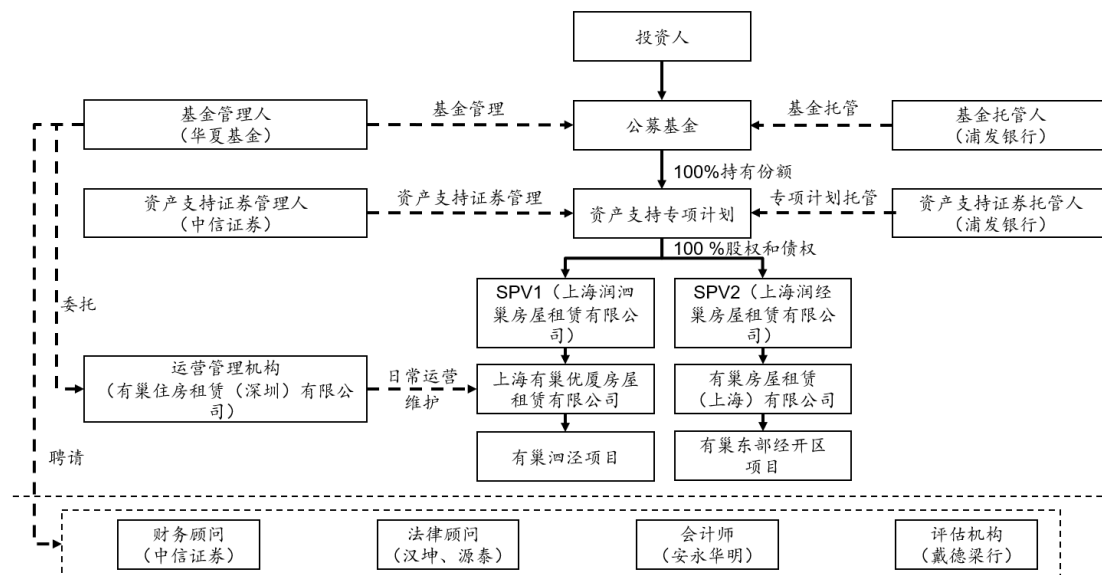 投资人
基金管理人
（华夏基金）
基金管理
公募基金
基金托管
基金托管人
（浦发银行）
100%持有份额
资产支持证券管理人
（中信证券）
资产支持证券管理
资产支持专项计划
专项计划托管
资产支持证券托管人
（浦发银行）
100 %股权和债权
SPV1（上海润泗
巢房屋租赁有限公
司）
SPV2（上海润经
巢房屋租赁有限公
司）
委托
运营管理机构
（有巢住房租赁（深圳）有限公
司）
日常运营
维护
上海有巢优厦房屋
租赁有限公司
有巢房屋租赁
（上海）有限公司
聘请
有巢泗泾项目
有巢东部经开区
项目
财务顾问
（中信证券）
法律顾问
（汉坤、源泰）
会计师
（安永华明）
评估机构
（戴德梁行）